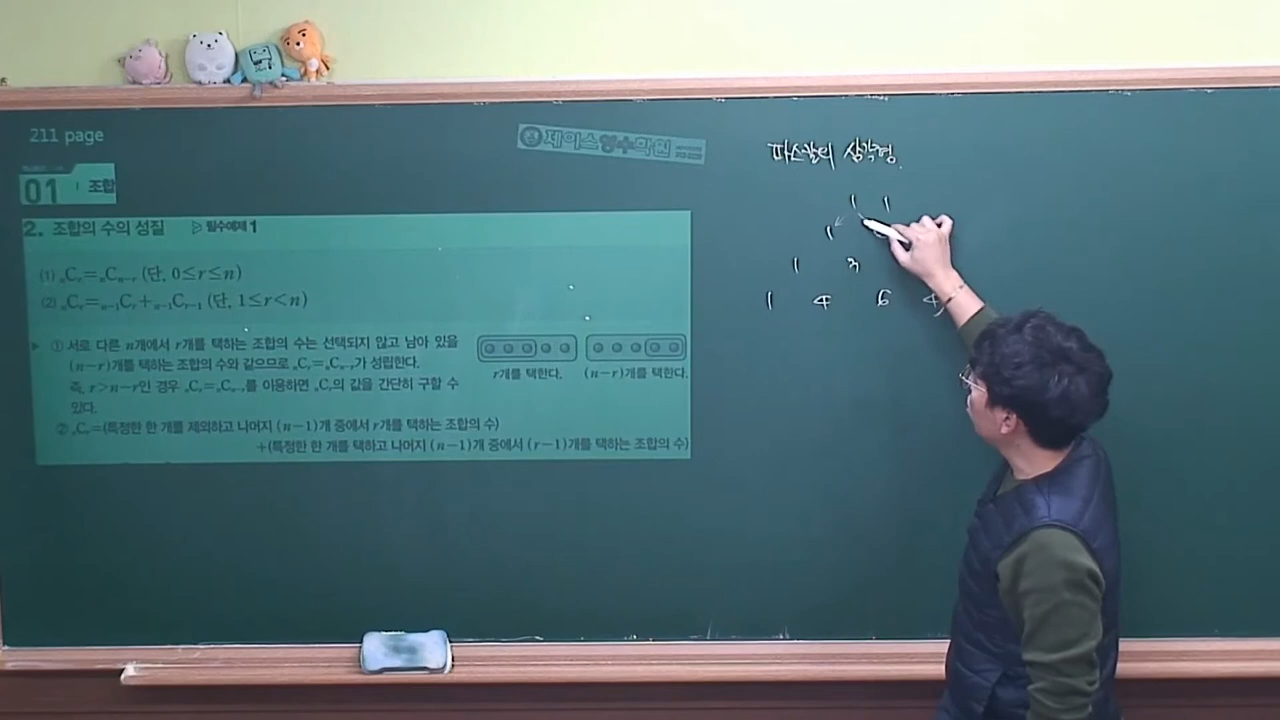 211 page
제이스영수학원
01 조합
2. 조합의 수의 성질 ▷ 필수예제 1
(1) ₙCᵣ=ₙCₙ₋ᵣ (단, 0≤r≤n)
(2) ₙCᵣ=ₙ₋₁Cᵣ+ₙ₋₁Cᵣ₋₁ (단, 1≤r<n)
① 서로 다른 n개에서 r개를 택하는 조합의 수는 선택되지 않고 남아 있을
(n-r)개를 택하는 조합의 수와 같으므로 ₙCᵣ=ₙCₙ₋ᵣ가 성립한다.
즉, r>n-r인 경우 ₙCᵣ=ₙCₙ₋ᵣ를 이용하면 ₙCᵣ의 값을 간단히 구할 수
있다.
r개를 택한다. (n-r)개를 택한다.
② ₙCᵣ=(특정한 한 개를 제외하고 나머지 (n-1)개 중에서 r개를 택하는 조합의 수)
+(특정한 한 개를 택하고 나머지 (n-1)개 중에서 (r-1)개를 택하는 조합의 수)
파스칼의 삼각형.
1 1
1
1 3
1 4 6 4